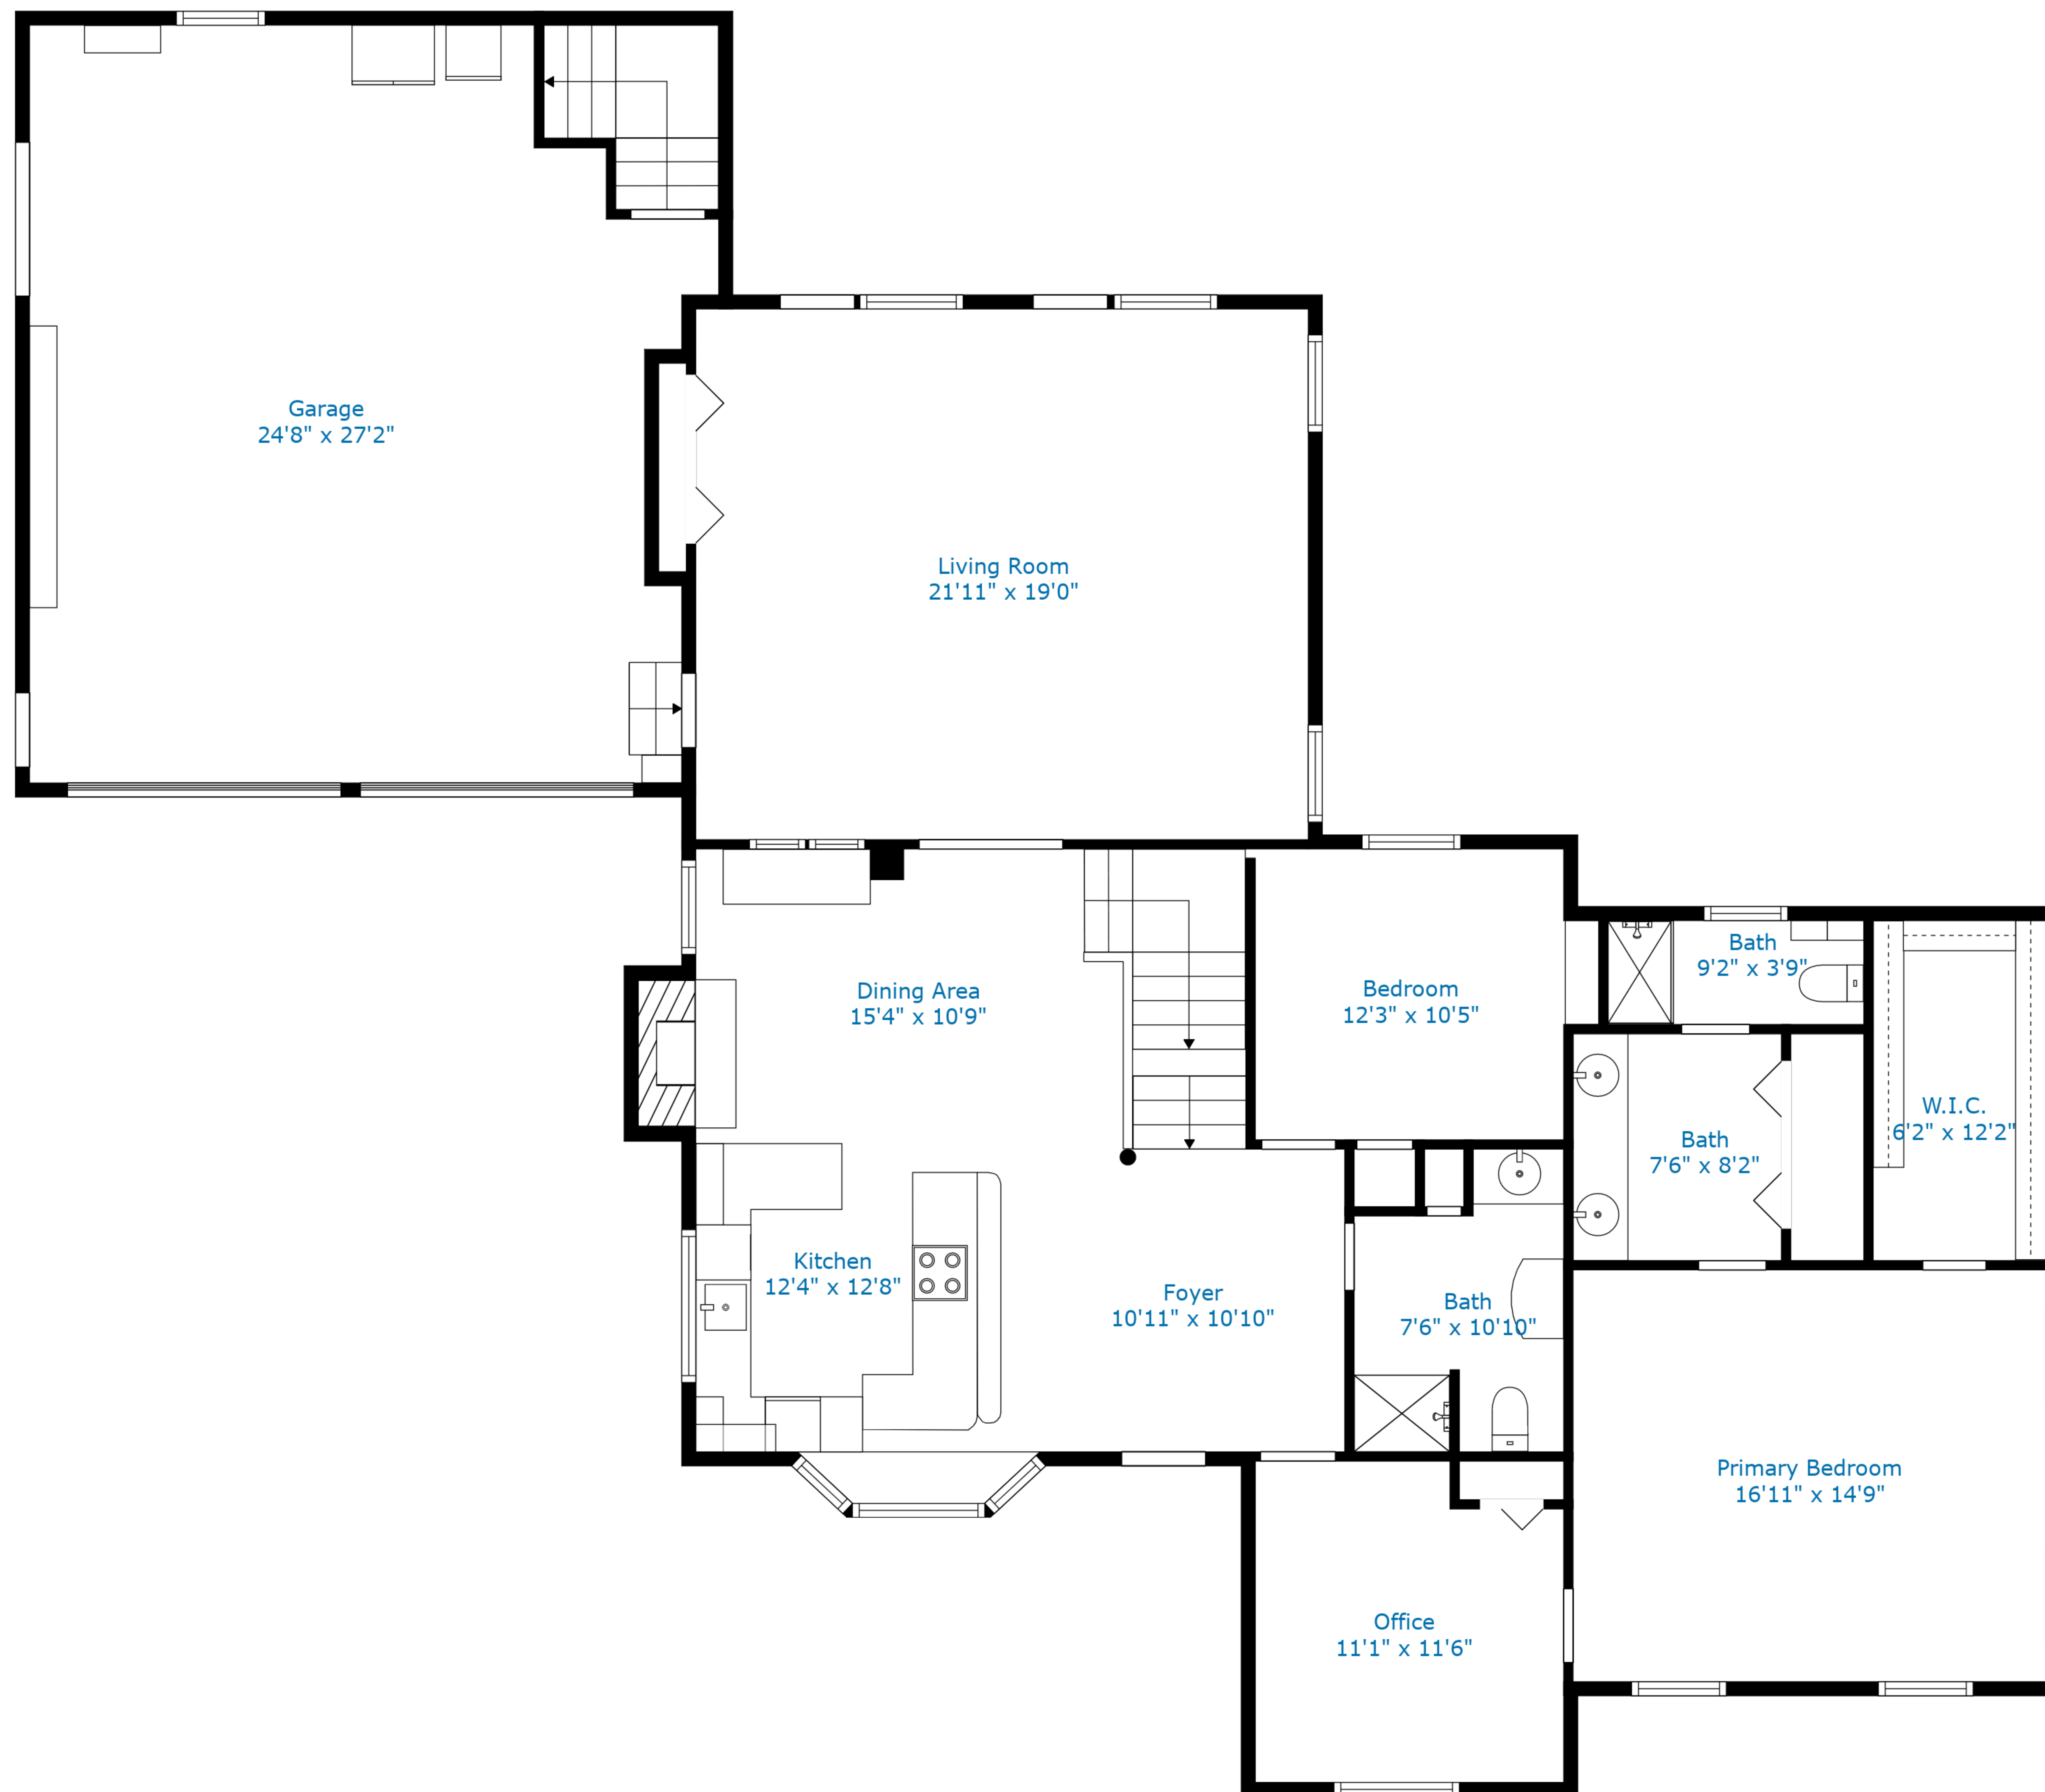 Garage
24'8" x 27'2"
Living Room
21'11" x 19'0"
Dining Area
15'4" x 10'9"
Bedroom
12'3" x 10'5"
Bath
9'2" x 3'9"
W.I.C.
6'2" x 12'2"
Bath
7'6" x 8'2"
Kitchen
12'4" x 12'8"
Foyer
10'11" x 10'10"
Bath
7'6" x 10'10"
Primary Bedroom
16'11" x 14'9"
Office
11'1" x 11'6"